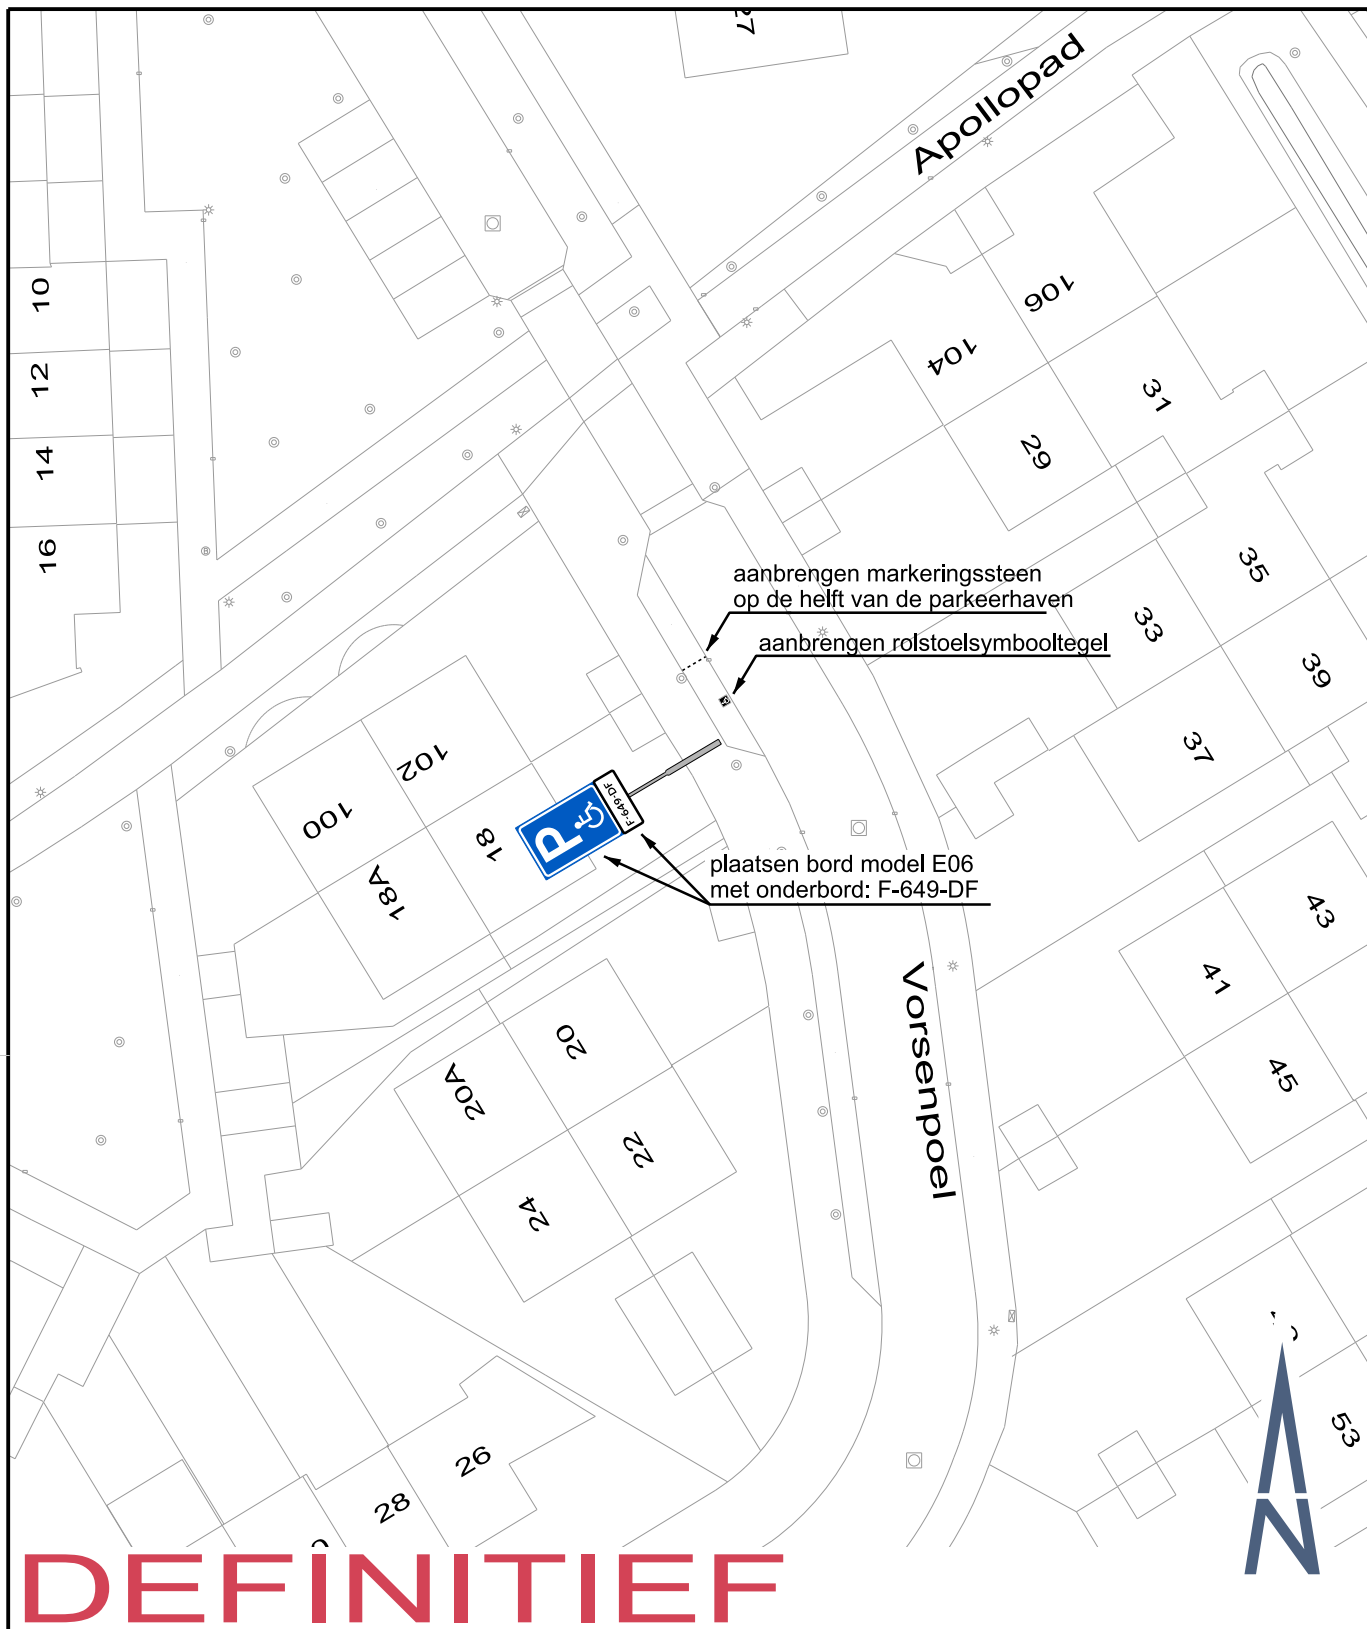 27
Apollopad
10
12
14
16
106
104
31
29
35
33
39
37
aanbrengen markeringssteen
op de helft van de parkeerhaven
aanbrengen rolstoelsymbooltegel
102
100
18
18A
P
F-649-DF
plaatsen bord model E06
met onderbord: F-649-DF
43
41
45
Vorsenpoel
20
20A
22
24
53
26
28
N
DEFINITIEF